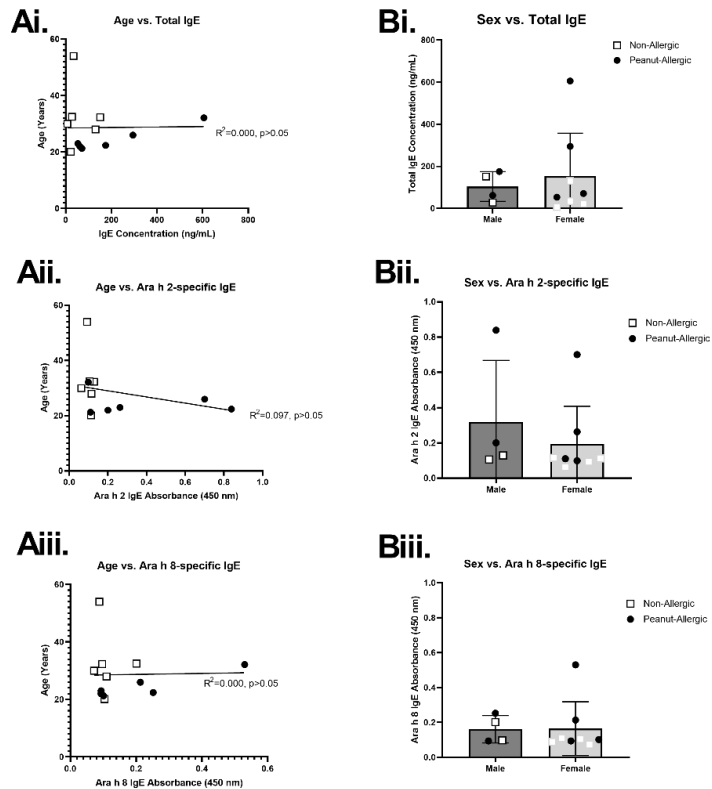 Ai.
Age vs. Total IgE
60
40
20
0
Age (Years)
R²=0.000, p>0.05
0 200 400 600 800
IgE Concentration (ng/mL)
Bi.
Sex vs. Total IgE
800
600
400
200
0
Total IgE Concentration (ng/mL)
Male Female
Non-Allergic
Peanut-Allergic
Aii.
Age vs. Ara h 2-specific IgE
60
40
20
0
Age (Years)
R²=0.097, p>0.05
0.0 0.2 0.4 0.6 0.8 1.0
Ara h 2 IgE Absorbance (450 nm)
Bii.
Sex vs. Ara h 2-specific IgE
1.0
0.8
0.6
0.4
0.2
0.0
Ara h 2 IgE Absorbance (450 nm)
Male Female
Non-Allergic
Peanut-Allergic
Aiii.
Age vs. Ara h 8-specific IgE
60
40
20
0
Age (Years)
R²=0.000, p>0.05
0.0 0.2 0.4 0.6
Ara h 8 IgE Absorbance (450 nm)
Biii.
Sex vs. Ara h 8-specific IgE
1.0
0.8
0.6
0.4
0.2
0.0
Ara h 8 IgE Absorbance (450 nm)
Male Female
Non-Allergic
Peanut-Allergic